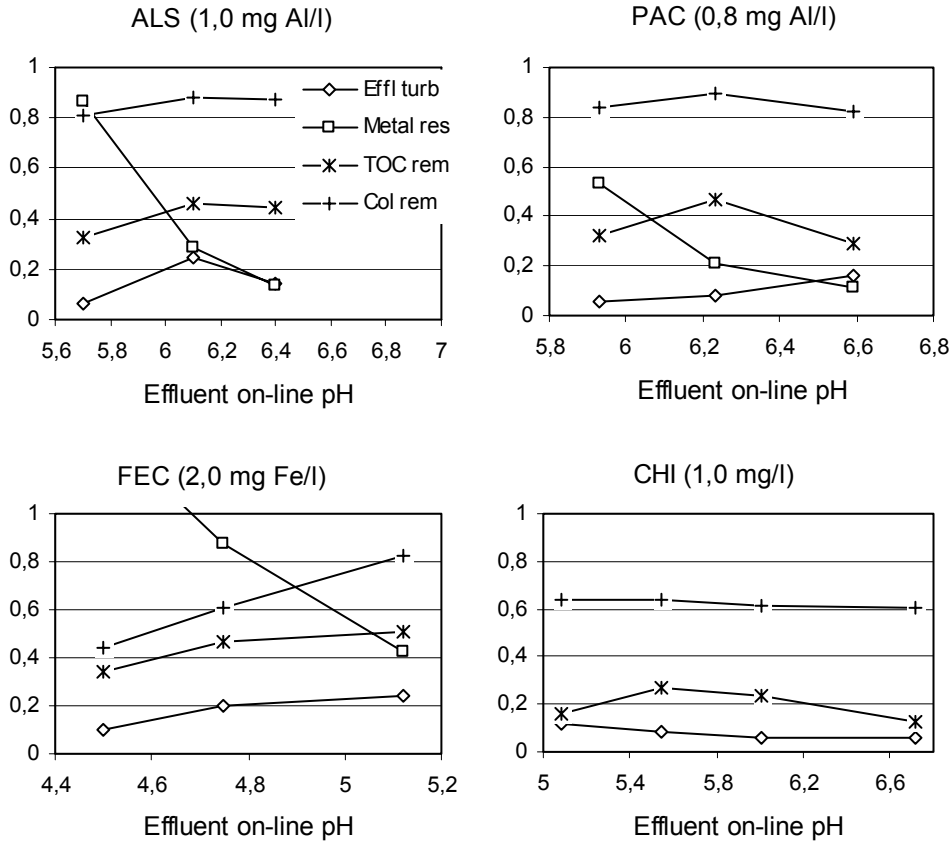 ALS (1,0 mg Al/l)
1
0,8
0,6
0,4
0,2
0
5,6 5,8 6 6,2 6,4 6,6 6,8 7
Effluent on-line pH
Effl turb
Metal res
TOC rem
Col rem
PAC (0,8 mg Al/l)
1
0,8
0,6
0,4
0,2
0
5,8 6 6,2 6,4 6,6 6,8
Effluent on-line pH
FEC (2,0 mg Fe/l)
1
0,8
0,6
0,4
0,2
0
4,4 4,6 4,8 5 5,2
Effluent on-line pH
CHI (1,0 mg/l)
1
0,8
0,6
0,4
0,2
0
5 5,4 5,8 6,2 6,6
Effluent on-line pH